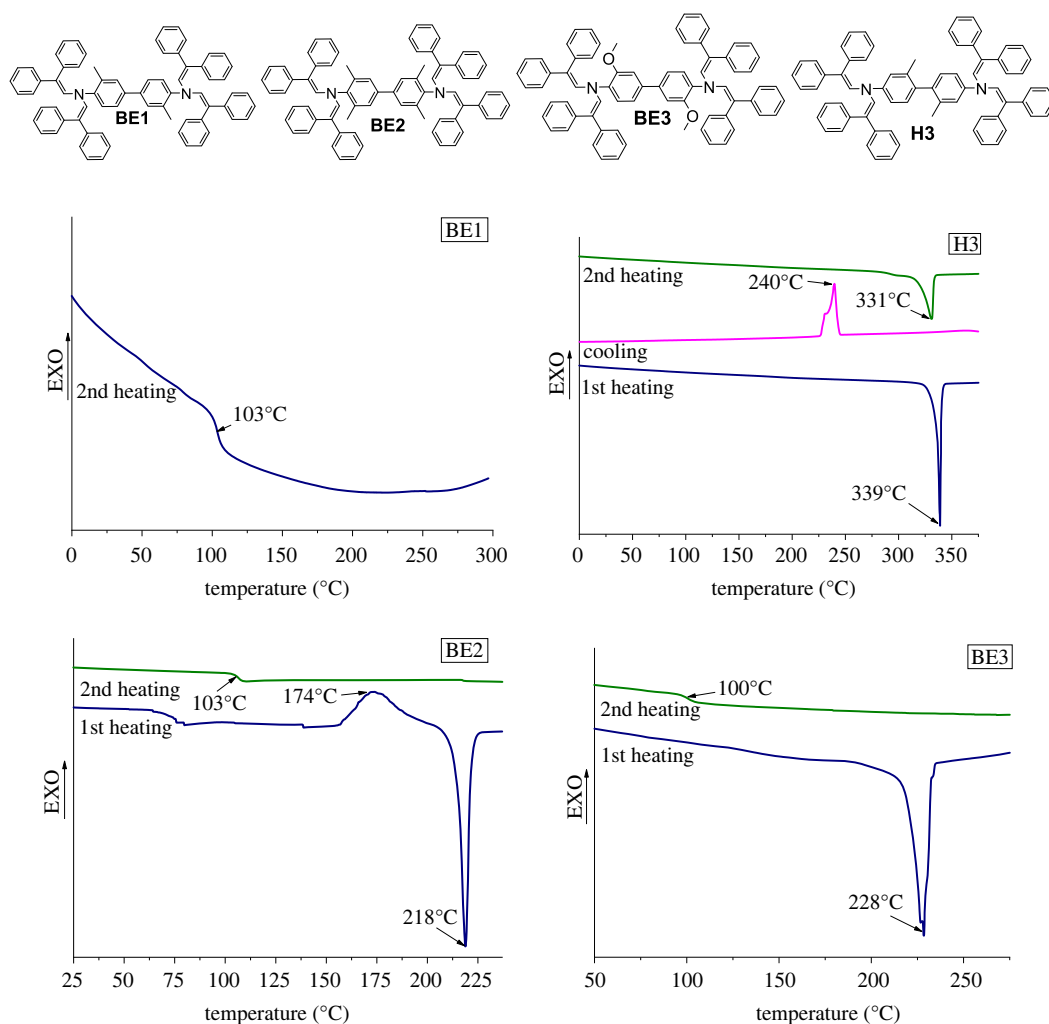 N N
BE1
N N
BE2
O
N N
O
BE3
N N
H3
BE1
EXO
2nd heating
103°C
0 50 100 150 200 250 300
temperature (°C)
H3
2nd heating
240°C
331°C
cooling
EXO
1st heating
339°C
0 50 100 150 200 250 300 350
temperature (°C)
BE2
2nd heating
103°C
174°C
1st heating
EXO
218°C
25 50 75 100 125 150 175 200 225
temperature (°C)
BE3
100°C
2nd heating
1st heating
EXO
228°C
50 100 150 200 250
temperature (°C)